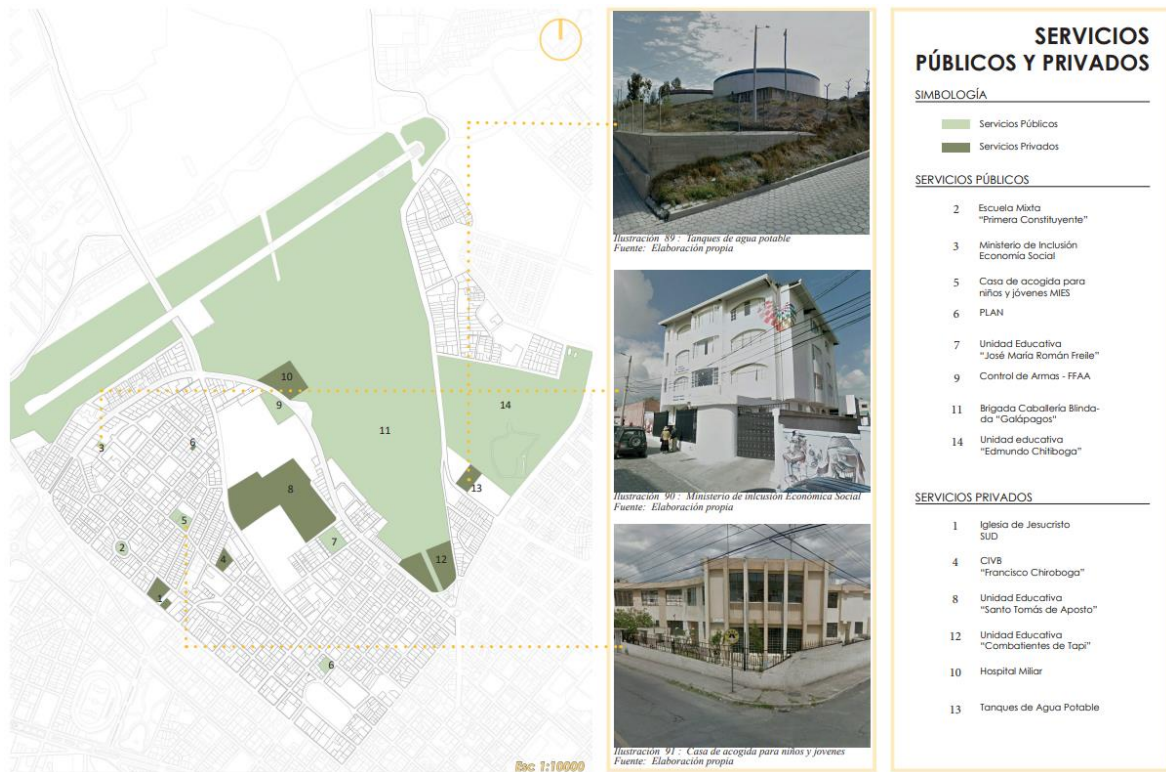 10
9
11
14
3
6
8
13
5
7
2
4
12
1
6
Esc 1:10000
Ilustración 89 : Tanques de agua potable
Fuente: Elaboración propia
Ilustración 90 : Ministerio de inlcusión Económica Social
Fuente: Elaboración propia
Ilustración 91 : Casa de acogida para niños y jovenes
Fuente: Elaboración propia
SERVICIOS
PÚBLICOS Y PRIVADOS
SIMBOLOGÍA
Servicios Públicos
Servicios Privados
SERVICIOS PÚBLICOS
2 Escuela Mixta
“Primera Constituyente”
3 Ministerio de Inclusión
Economía Social
5 Casa de acogida para
niños y jóvenes MIES
6 PLAN
7 Unidad Educativa
“José María Román Freile”
9 Control de Armas - FFAA
11 Brigada Caballería Blinda-
da “Galápagos”
14 Unidad educativa
“Edmundo Chitiboga”
SERVICIOS PRIVADOS
1 Iglesia de Jesucristo
SUD
4 CIVB
“Francisco Chiroboga”
8 Unidad Educativa
“Santo Tomás de Aposto”
12 Unidad Educativa
“Combatientes de Tapi”
10 Hospital Miliar
13 Tanques de Agua Potable